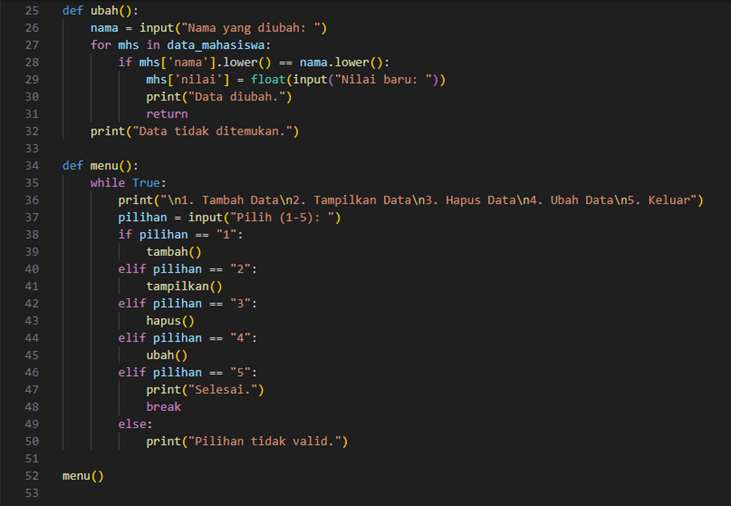 25 def ubah():
26     nama = input("Nama yang diubah: ")
27     for mhs in data_mahasiswa:
28         if mhs['nama'].lower() == nama.lower():
29             mhs['nilai'] = float(input("Nilai baru: "))
30             print("Data diubah.")
31             return
32     print("Data tidak ditemukan.")
33
34 def menu():
35     while True:
36         print("\n1. Tambah Data\n2. Tampilkan Data\n3. Hapus Data\n4. Ubah Data\n5. Keluar")
37         pilihan = input("Pilih (1-5): ")
38         if pilihan == "1":
39             tambah()
40         elif pilihan == "2":
41             tampilkan()
42         elif pilihan == "3":
43             hapus()
44         elif pilihan == "4":
45             ubah()
46         elif pilihan == "5":
47             print("Selesai.")
48             break
49         else:
50             print("Pilihan tidak valid.")
51
52 menu()
53